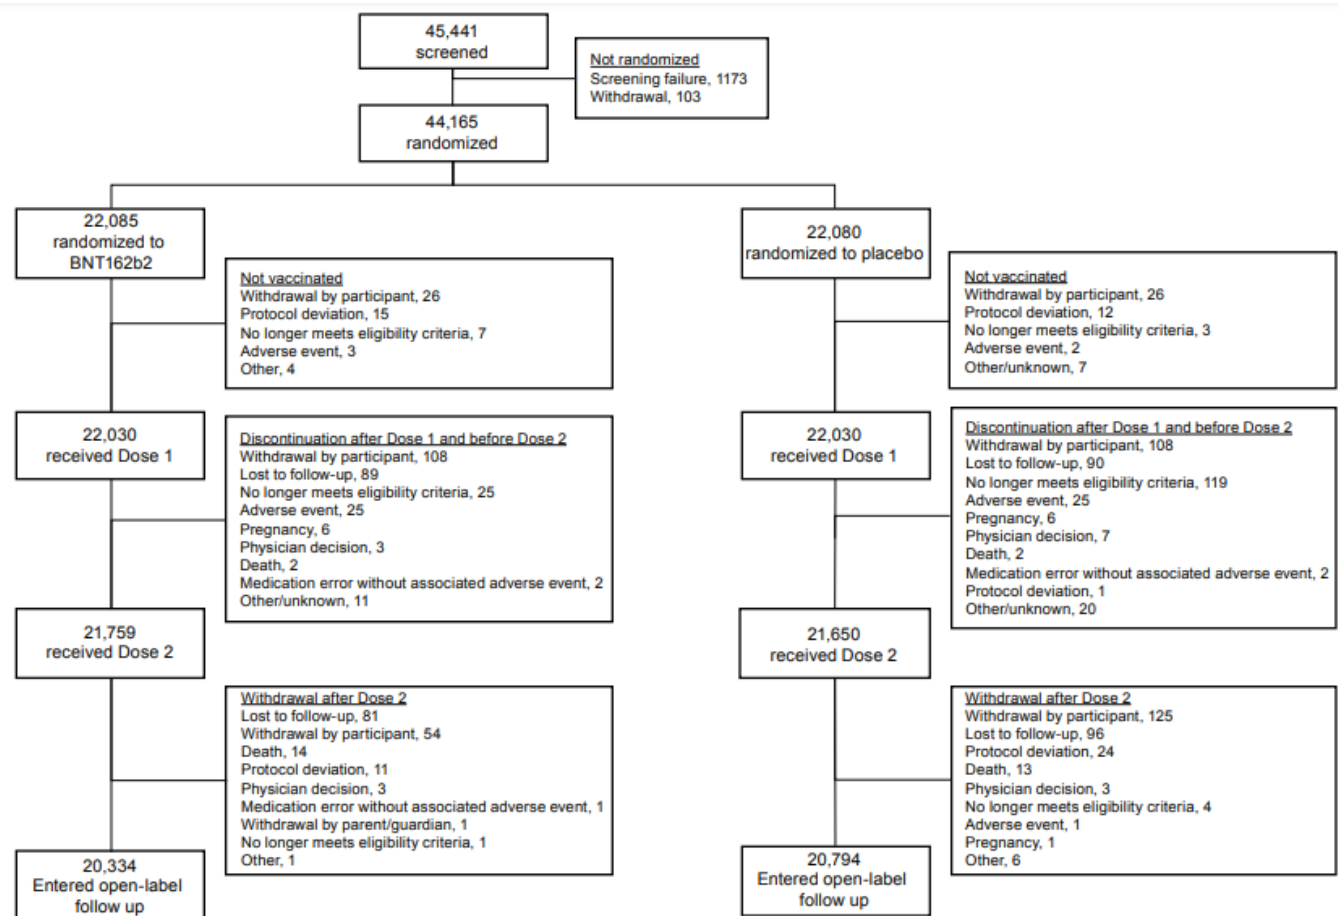 45,441
screened
Not randomized
Screening failure, 1173
Withdrawal, 103
44,165
randomized
22,085
randomized to
BNT162b2
22,080
randomized to placebo
Not vaccinated
Withdrawal by participant, 26
Protocol deviation, 15
No longer meets eligibility criteria, 7
Adverse event, 3
Other, 4
Not vaccinated
Withdrawal by participant, 26
Protocol deviation, 12
No longer meets eligibility criteria, 3
Adverse event, 2
Other/unknown, 7
22,030
received Dose 1
22,030
received Dose 1
Discontinuation after Dose 1 and before Dose 2
Withdrawal by participant, 108
Lost to follow-up, 89
No longer meets eligibility criteria, 25
Adverse event, 25
Pregnancy, 6
Physician decision, 3
Death, 2
Medication error without associated adverse event, 2
Other/unknown, 11
Discontinuation after Dose 1 and before Dose 2
Withdrawal by participant, 108
Lost to follow-up, 90
No longer meets eligibility criteria, 119
Adverse event, 25
Pregnancy, 6
Physician decision, 7
Death, 2
Medication error without associated adverse event, 2
Protocol deviation, 1
Other/unknown, 20
21,759
received Dose 2
21,650
received Dose 2
Withdrawal after Dose 2
Lost to follow-up, 81
Withdrawal by participant, 54
Death, 14
Protocol deviation, 11
Physician decision, 3
Medication error without associated adverse event, 1
Withdrawal by parent/guardian, 1
No longer meets eligibility criteria, 1
Other, 1
Withdrawal after Dose 2
Withdrawal by participant, 125
Lost to follow-up, 96
Protocol deviation, 24
Death, 13
Physician decision, 3
No longer meets eligibility criteria, 4
Adverse event, 1
Pregnancy, 1
Other, 6
20,334
Entered open-label
follow up
20,794
Entered open-label
follow up